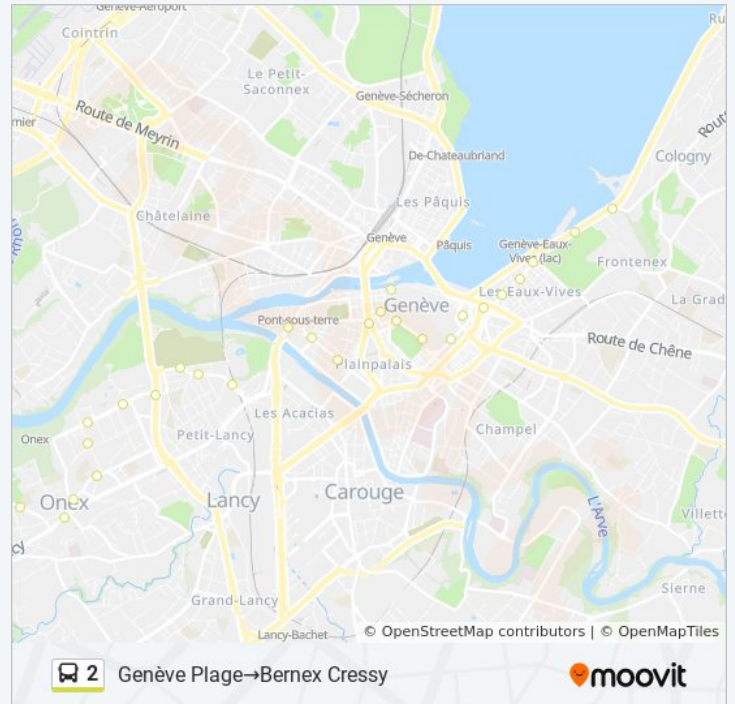 Genève-Aéroport
Cointrin
Le Petit-
Saconnex
Genève-Sécheron
Route de Meyrin
De-Chateaubriand
Cologny
Châtelaine
Les Pâquis
Genève
Pâquis
Genève-Eaux-
Vives (lac)
Frontenex
Genève
Les Eaux-Vives
La Grad
Pont-sous-terre
Route de Chêne
Plainpalais
Les Acacias
Petit-Lancy
Champel
Onex
Onex
Lancy
Carouge
L'Arve
Villett
Sierne
Grand-Lancy
Lancy-Bachet
© OpenStreetMap contributors | © OpenMapTiles
2 Genève Plage→Bernex Cressy
moovit